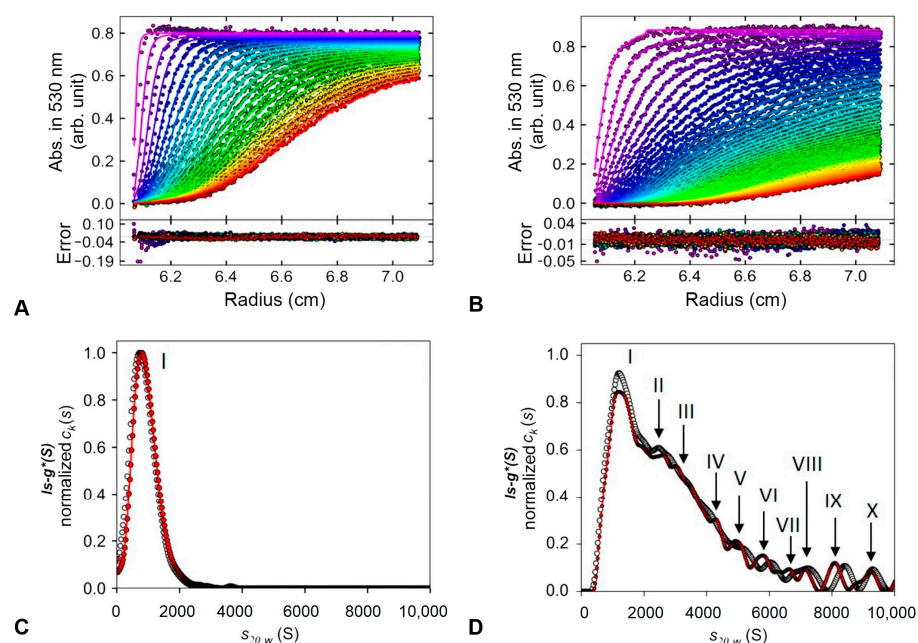 Abs. in 530 nm
(arb. unit)
0.8
0.6
0.4
0.2
0.0
Error
0.10
−0.04
−0.19
6.2 6.4 6.6 6.8 7.0
Radius (cm)
A
Abs. in 530 nm
(arb. unit)
0.8
0.6
0.4
0.2
0.0
Error
0.04
−0.01
−0.05
6.2 6.4 6.6 6.8 7.0
Radius (cm)
B
ls-g*(S)
normalized cₖ(s)
1.0
0.8
0.6
0.4
0.2
0.0
I
0 2000 4000 6000 8000 10,000
s₂₀,w (S)
C
ls-g*(S)
normalized cₖ(s)
1.0
0.8
0.6
0.4
0.2
0.0
I
II
III
IV
V
VI
VII
VIII
IX
X
0 2000 4000 6000 8000 10,000
s₂₀,w (S)
D